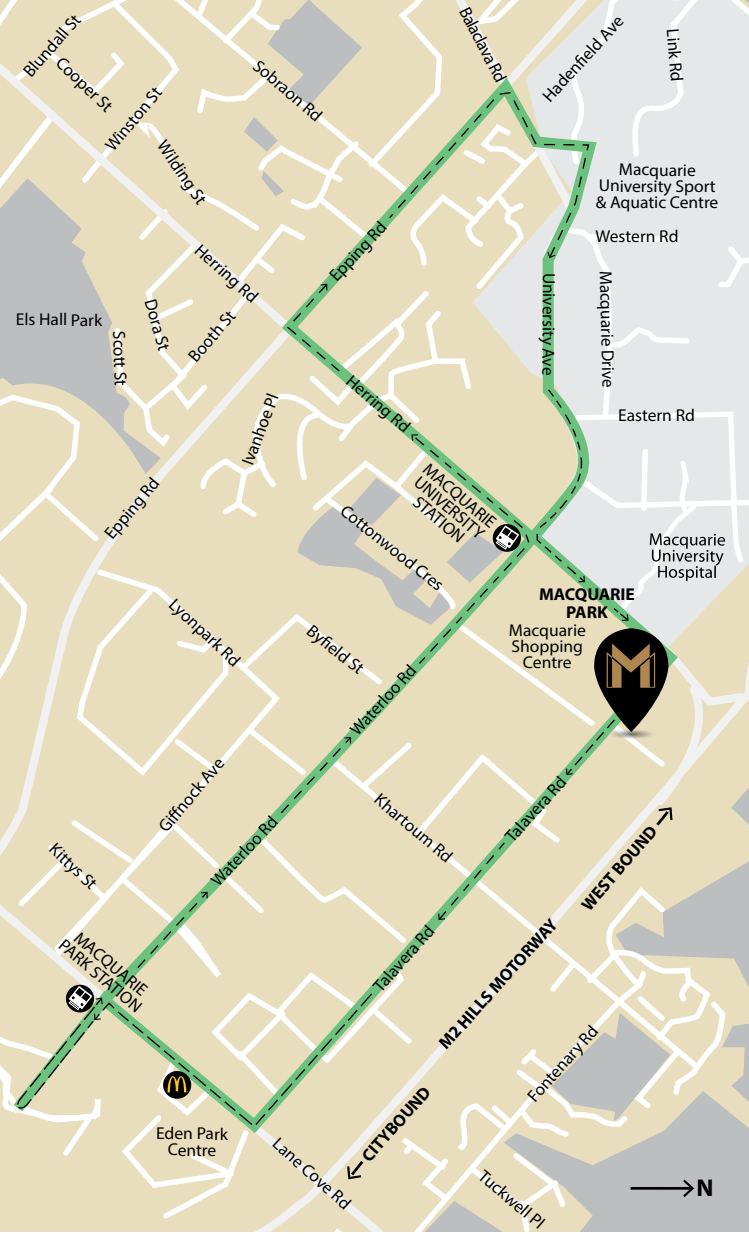 Blundall St
Cooper St
Winston St
Wilding St
Sobraon Rd
Balaclava Rd
Hadenfield Ave
Link Rd
Macquarie
University Sport
& Aquatic Centre
Western Rd
Herring Rd
Epping Rd
Els Hall Park
Scott St
Dora St
Booth St
University Ave
Macquarie Drive
Eastern Rd
Herring Rd
Ivanhoe Pl
Epping Rd
MACQUARIE
UNIVERSITY
STATION
Cottonwood Cres
Macquarie
University
Hospital
MACQUARIE
PARK
Macquarie
Shopping
Centre
M
Lyonpark Rd
Byfield St
Waterloo Rd
Giffnock Ave
Khartoum Rd
Talavera Rd
WEST BOUND
Waterloo Rd
Kittys St
Talavera Rd
M2 HILLS MOTORWAY
MACQUARIE
PARK STATION
Fontenary Rd
M
Eden Park
Centre
CITYBOUND
Lane Cove Rd
Tuckwell Pl
N